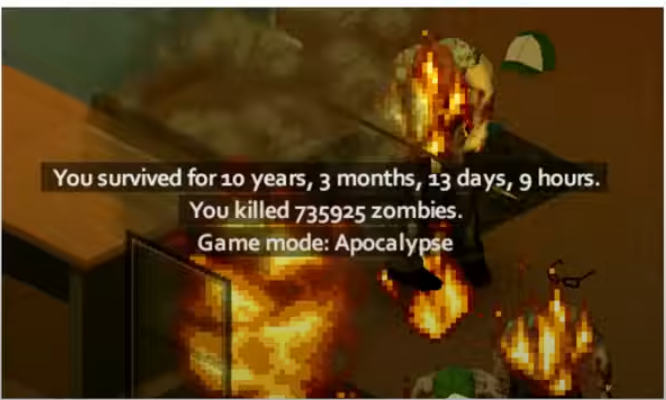 You survived for 10 years, 3 months, 13 days, 9 hours.
You killed 735925 zombies.
Game mode: Apocalypse